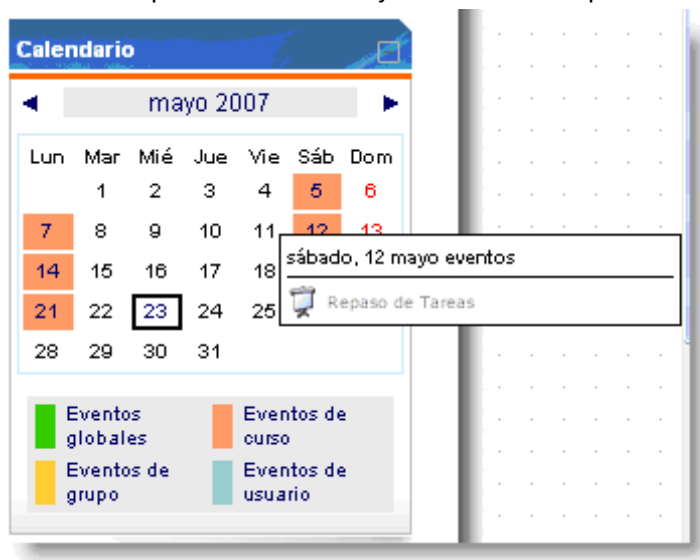 Calendario
◄ mayo 2007 ►
Lun Mar Mié Jue Vie Sáb Dom
1 2 3 4 5 6
7 8 9 10 11 12 13
sábado, 12 mayo eventos
14 15 16 17 18
Repaso de Tareas
21 22 23 24 25
28 29 30 31
Eventos globales
Eventos de curso
Eventos de grupo
Eventos de usuario